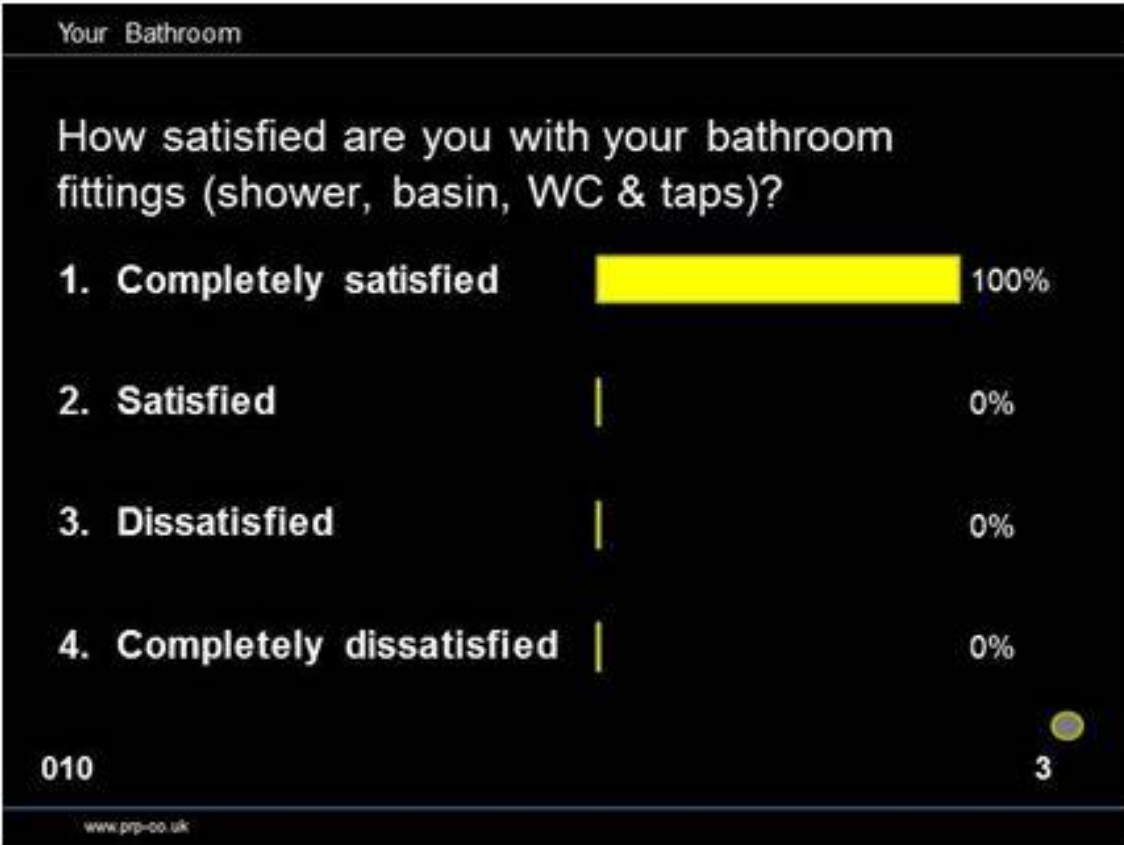 Your Bathroom
How satisfied are you with your bathroom
fittings (shower, basin, WC & taps)?
1. Completely satisfied 100%
2. Satisfied 0%
3. Dissatisfied 0%
4. Completely dissatisfied 0%
010 3
www.prp-co.uk